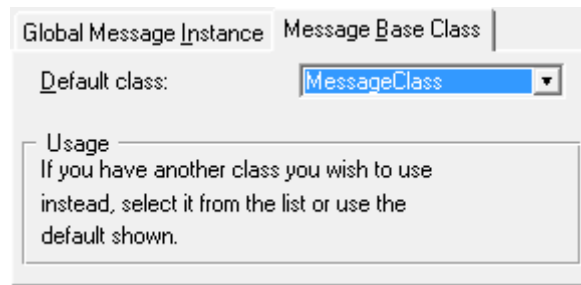 Global Message Instance Message Base Class
Default class: MessageClass
Usage
If you have another class you wish to use
instead, select it from the list or use the
default shown.